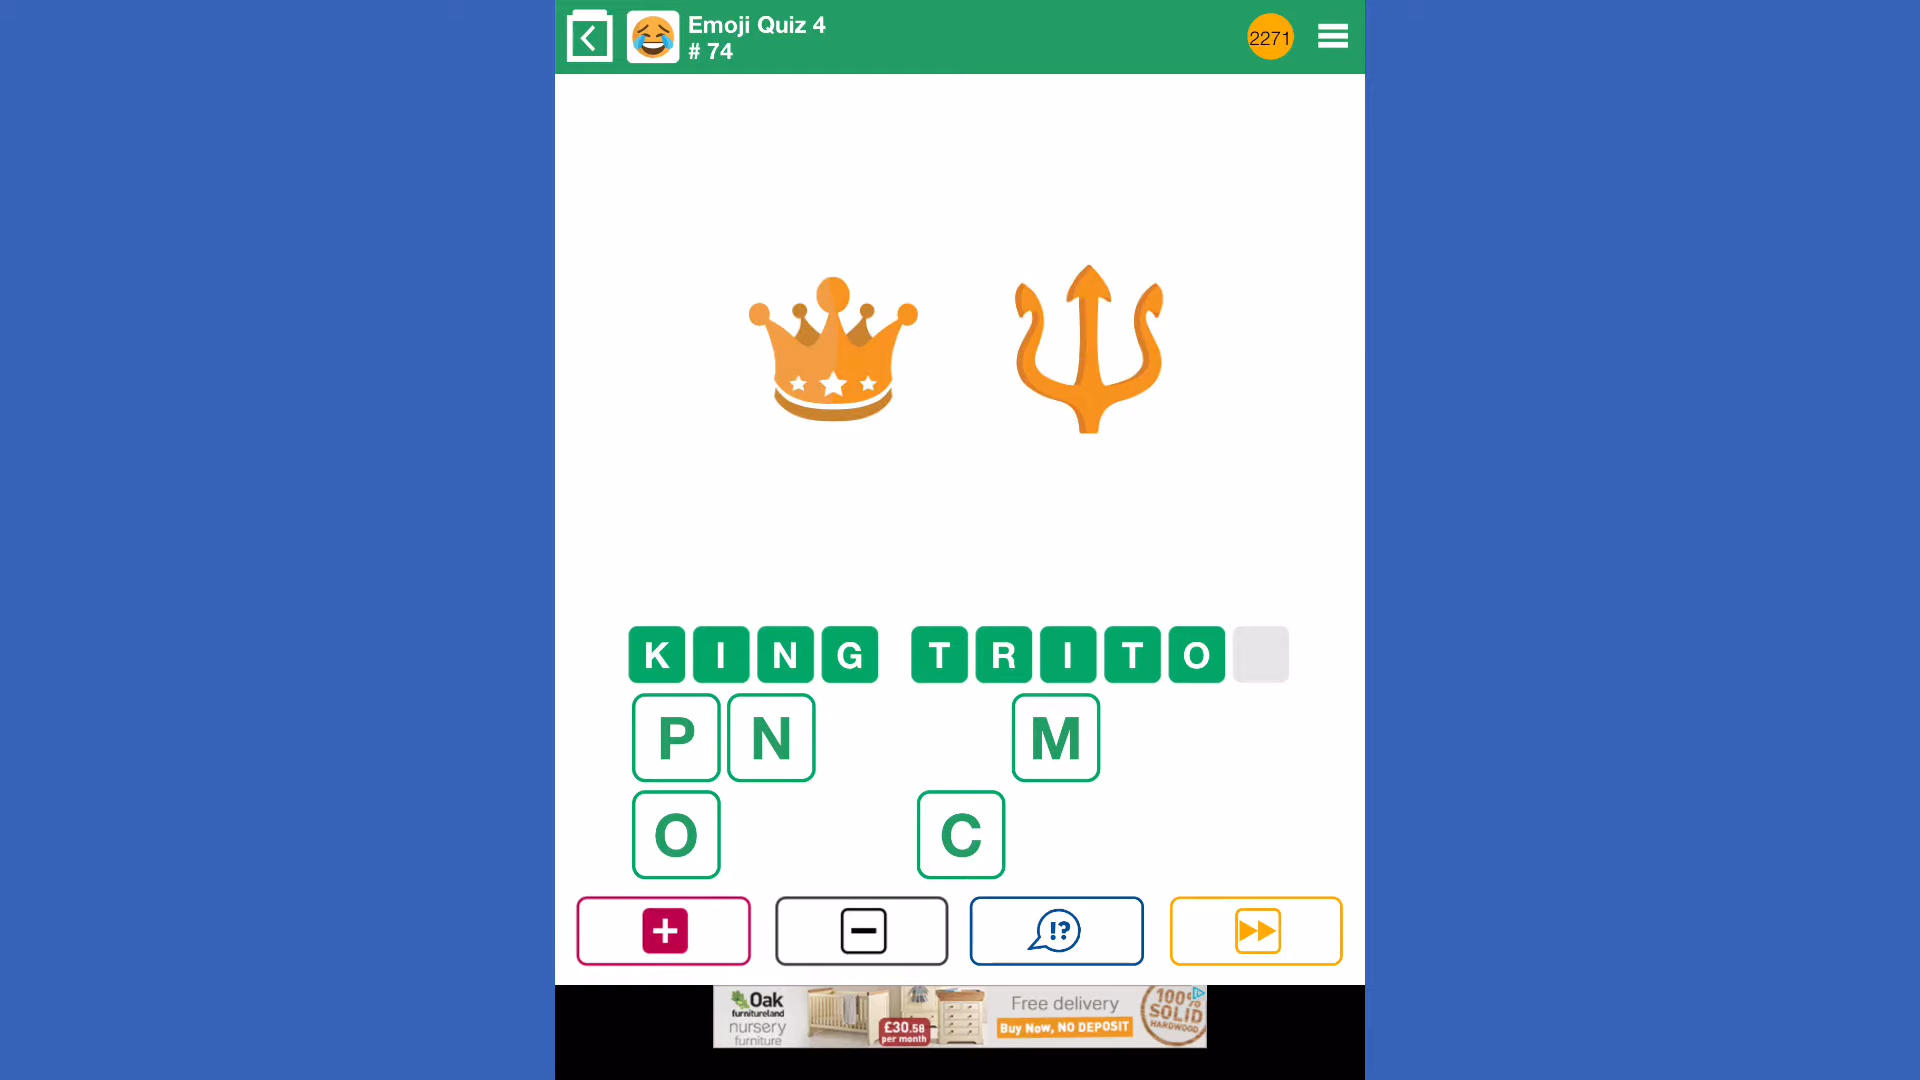 Emoji Quiz 4
# 74
2271
KING TRITO
P N M
O C
!?
Oak
furnitureland
nursery
furniture
£30.58
per month
Free delivery
Buy Now, NO DEPOSIT
100%
SOLID
HARDWOOD